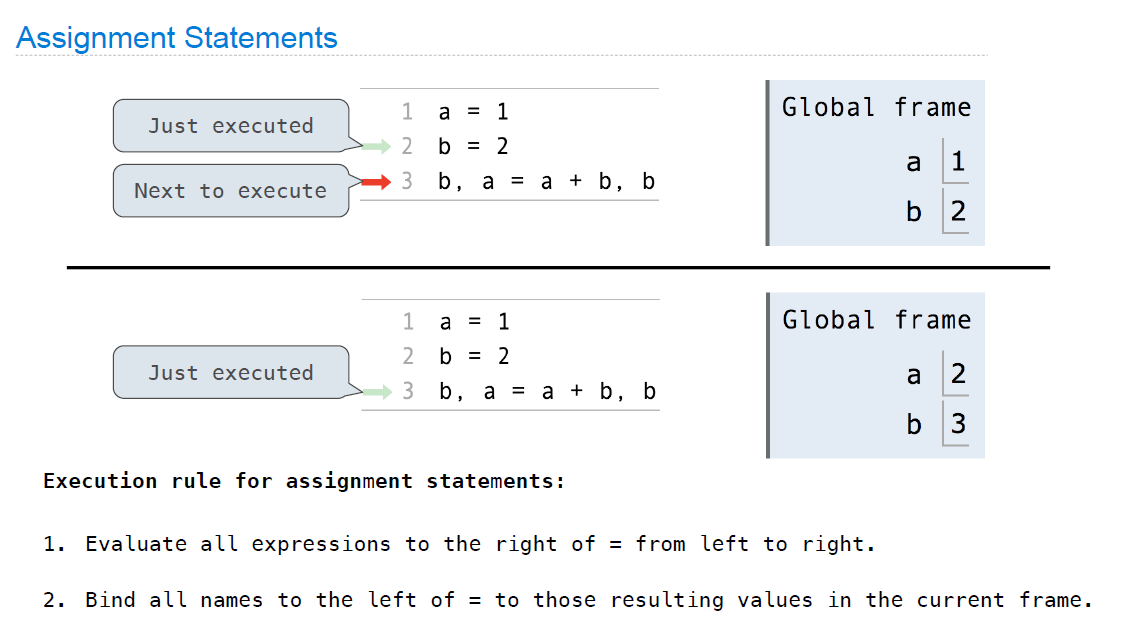 Assignment Statements
Just executed
Next to execute
1 a = 1
2 b = 2
3 b, a = a + b, b
Global frame
a 1
b 2
Just executed
1 a = 1
2 b = 2
3 b, a = a + b, b
Global frame
a 2
b 3
Execution rule for assignment statements:
1. Evaluate all expressions to the right of = from left to right.
2. Bind all names to the left of = to those resulting values in the current frame.